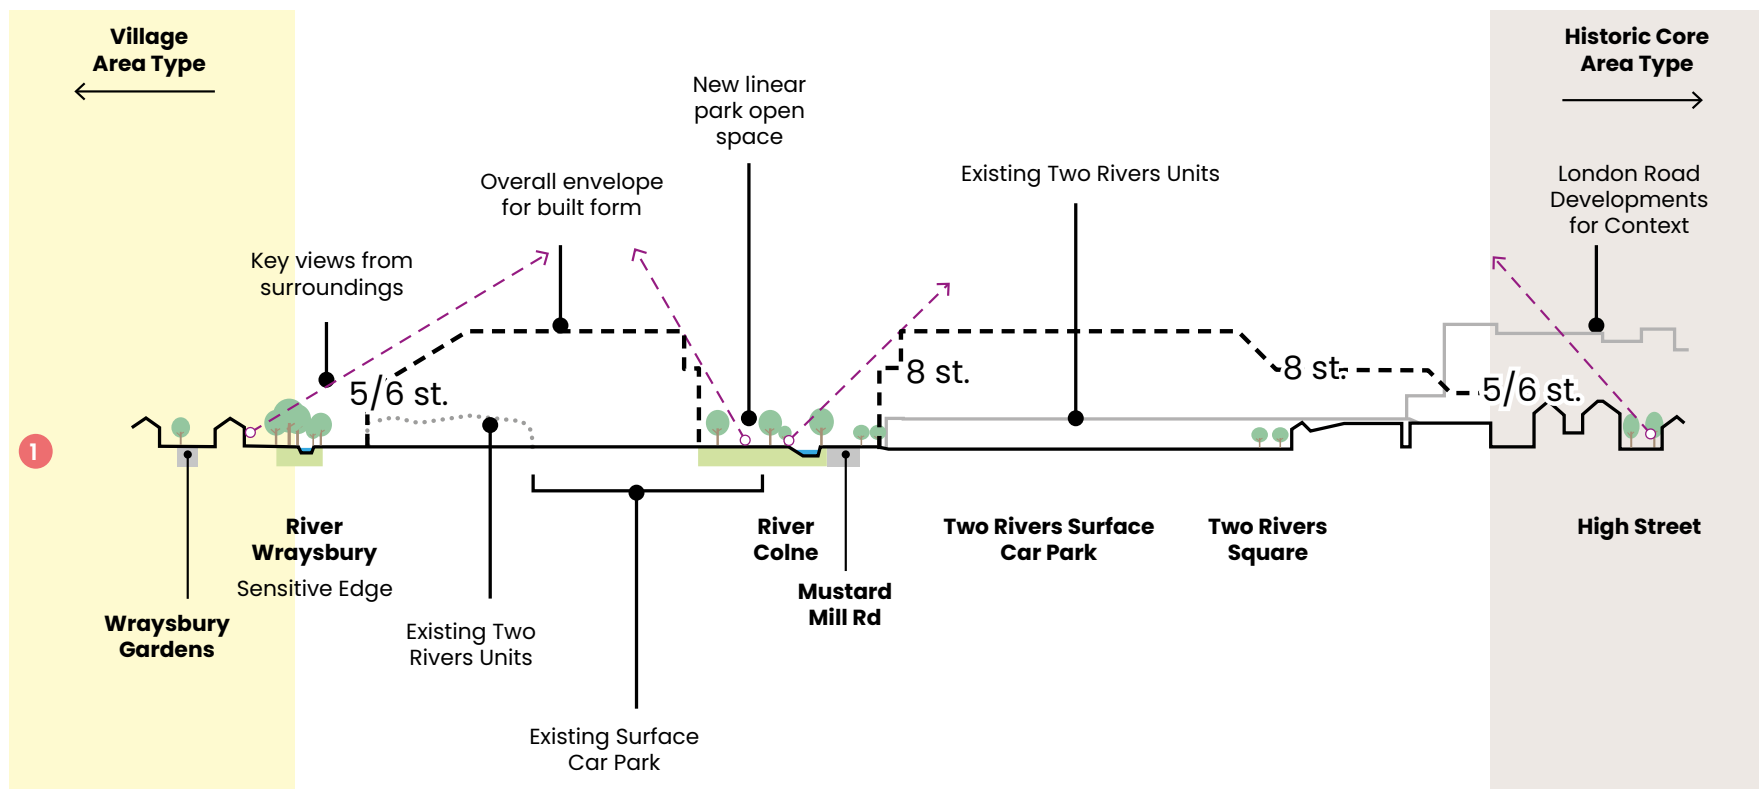 Village
Area Type
Historic Core
Area Type
New linear
park open
space
Overall envelope
for built form
Existing Two Rivers Units
London Road
Developments
for Context
Key views from
surroundings
5/6 st.
8 st.
8 st.
5/6 st.
1
River
Wraysbury
Sensitive Edge
River
Colne
Two Rivers Surface
Car Park
Two Rivers
Square
High Street
Mustard
Mill Rd
Wraysbury
Gardens
Existing Two
Rivers Units
Existing Surface
Car Park